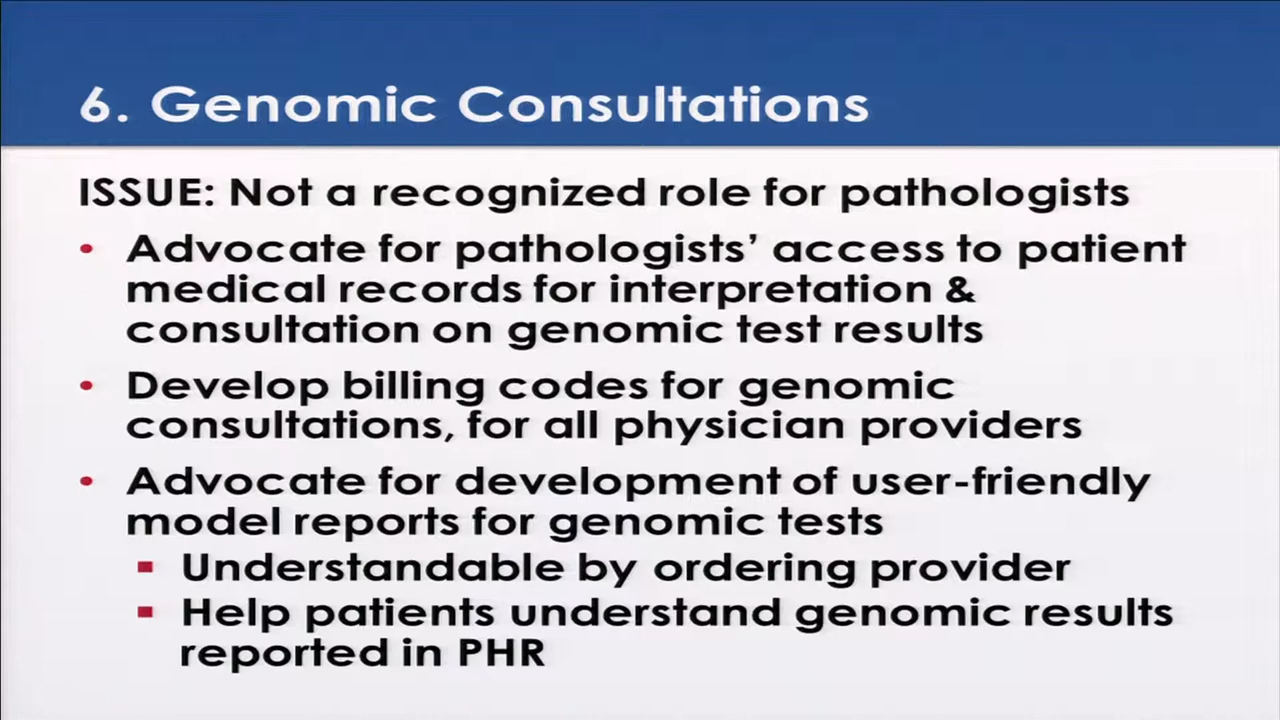 6. Genomic Consultations
ISSUE: Not a recognized role for pathologists
• Advocate for pathologists’ access to patient
medical records for interpretation &
consultation on genomic test results
• Develop billing codes for genomic
consultations, for all physician providers
• Advocate for development of user-friendly
model reports for genomic tests
▪ Understandable by ordering provider
▪ Help patients understand genomic results
reported in PHR